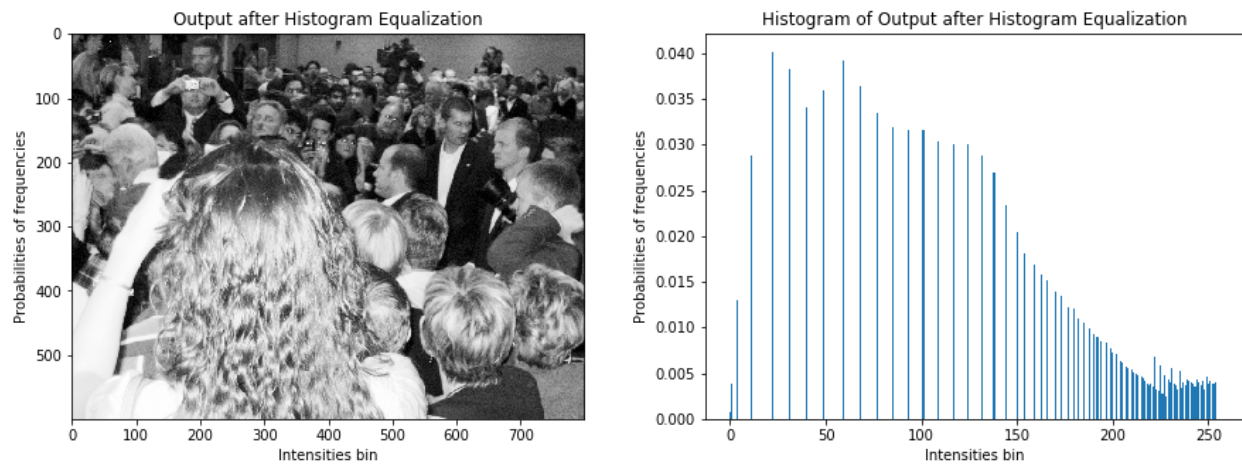 Output after Histogram Equalization
0
100
200
300
400
500
Probabilities of frequencies
0 100 200 300 400 500 600 700
Intensities bin
Histogram of Output after Histogram Equalization
0.040
0.035
0.030
0.025
0.020
0.015
0.010
0.005
0.000
Probabilities of frequencies
0 50 100 150 200 250
Intensities bin